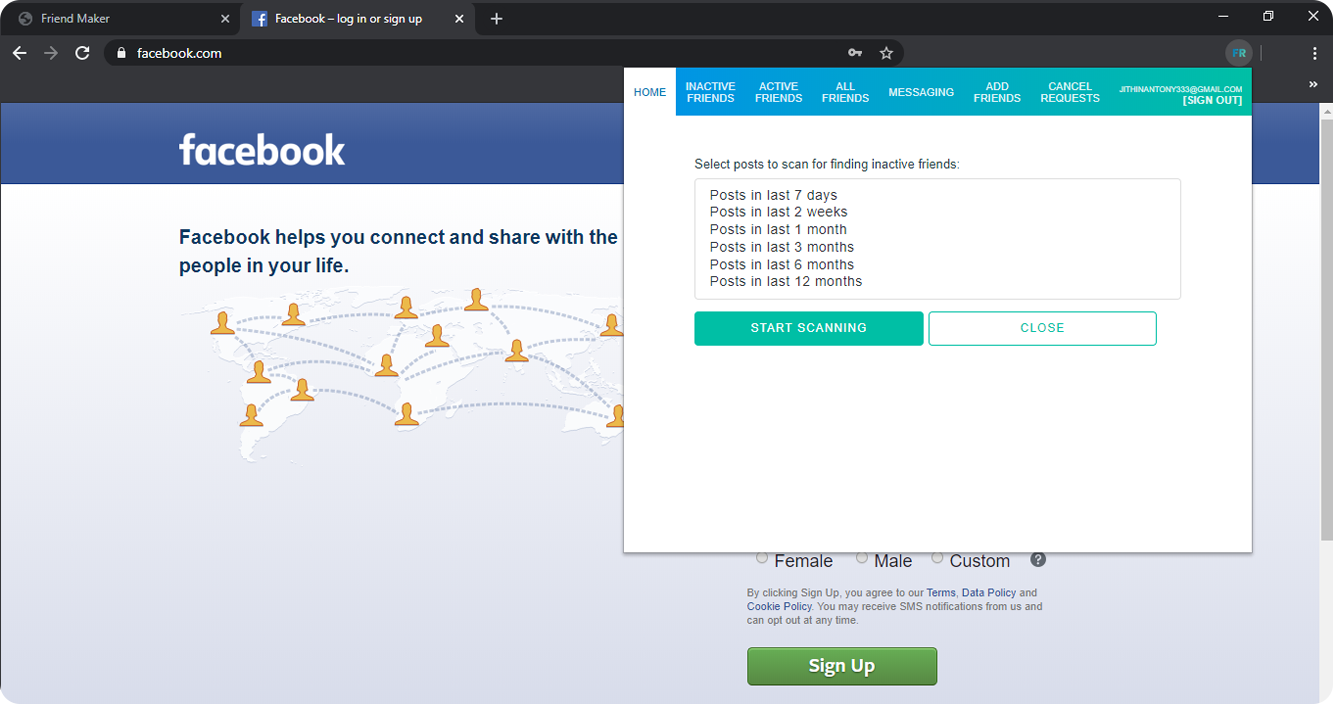 Friend Maker
Facebook – log in or sign up
facebook.com
FR
HOME
INACTIVE
FRIENDS
ACTIVE
FRIENDS
ALL
FRIENDS
MESSAGING
ADD
FRIENDS
CANCEL
REQUESTS
JITHINANTONY333@GMAIL.COM
[SIGN OUT]
facebook
Select posts to scan for finding inactive friends:
Posts in last 7 days
Posts in last 2 weeks
Posts in last 1 month
Posts in last 3 months
Posts in last 6 months
Posts in last 12 months
START SCANNING
CLOSE
Facebook helps you connect and share with the
people in your life.
Female Male Custom ?
By clicking Sign Up, you agree to our Terms, Data Policy and
Cookie Policy. You may receive SMS notifications from us and
can opt out at any time.
Sign Up